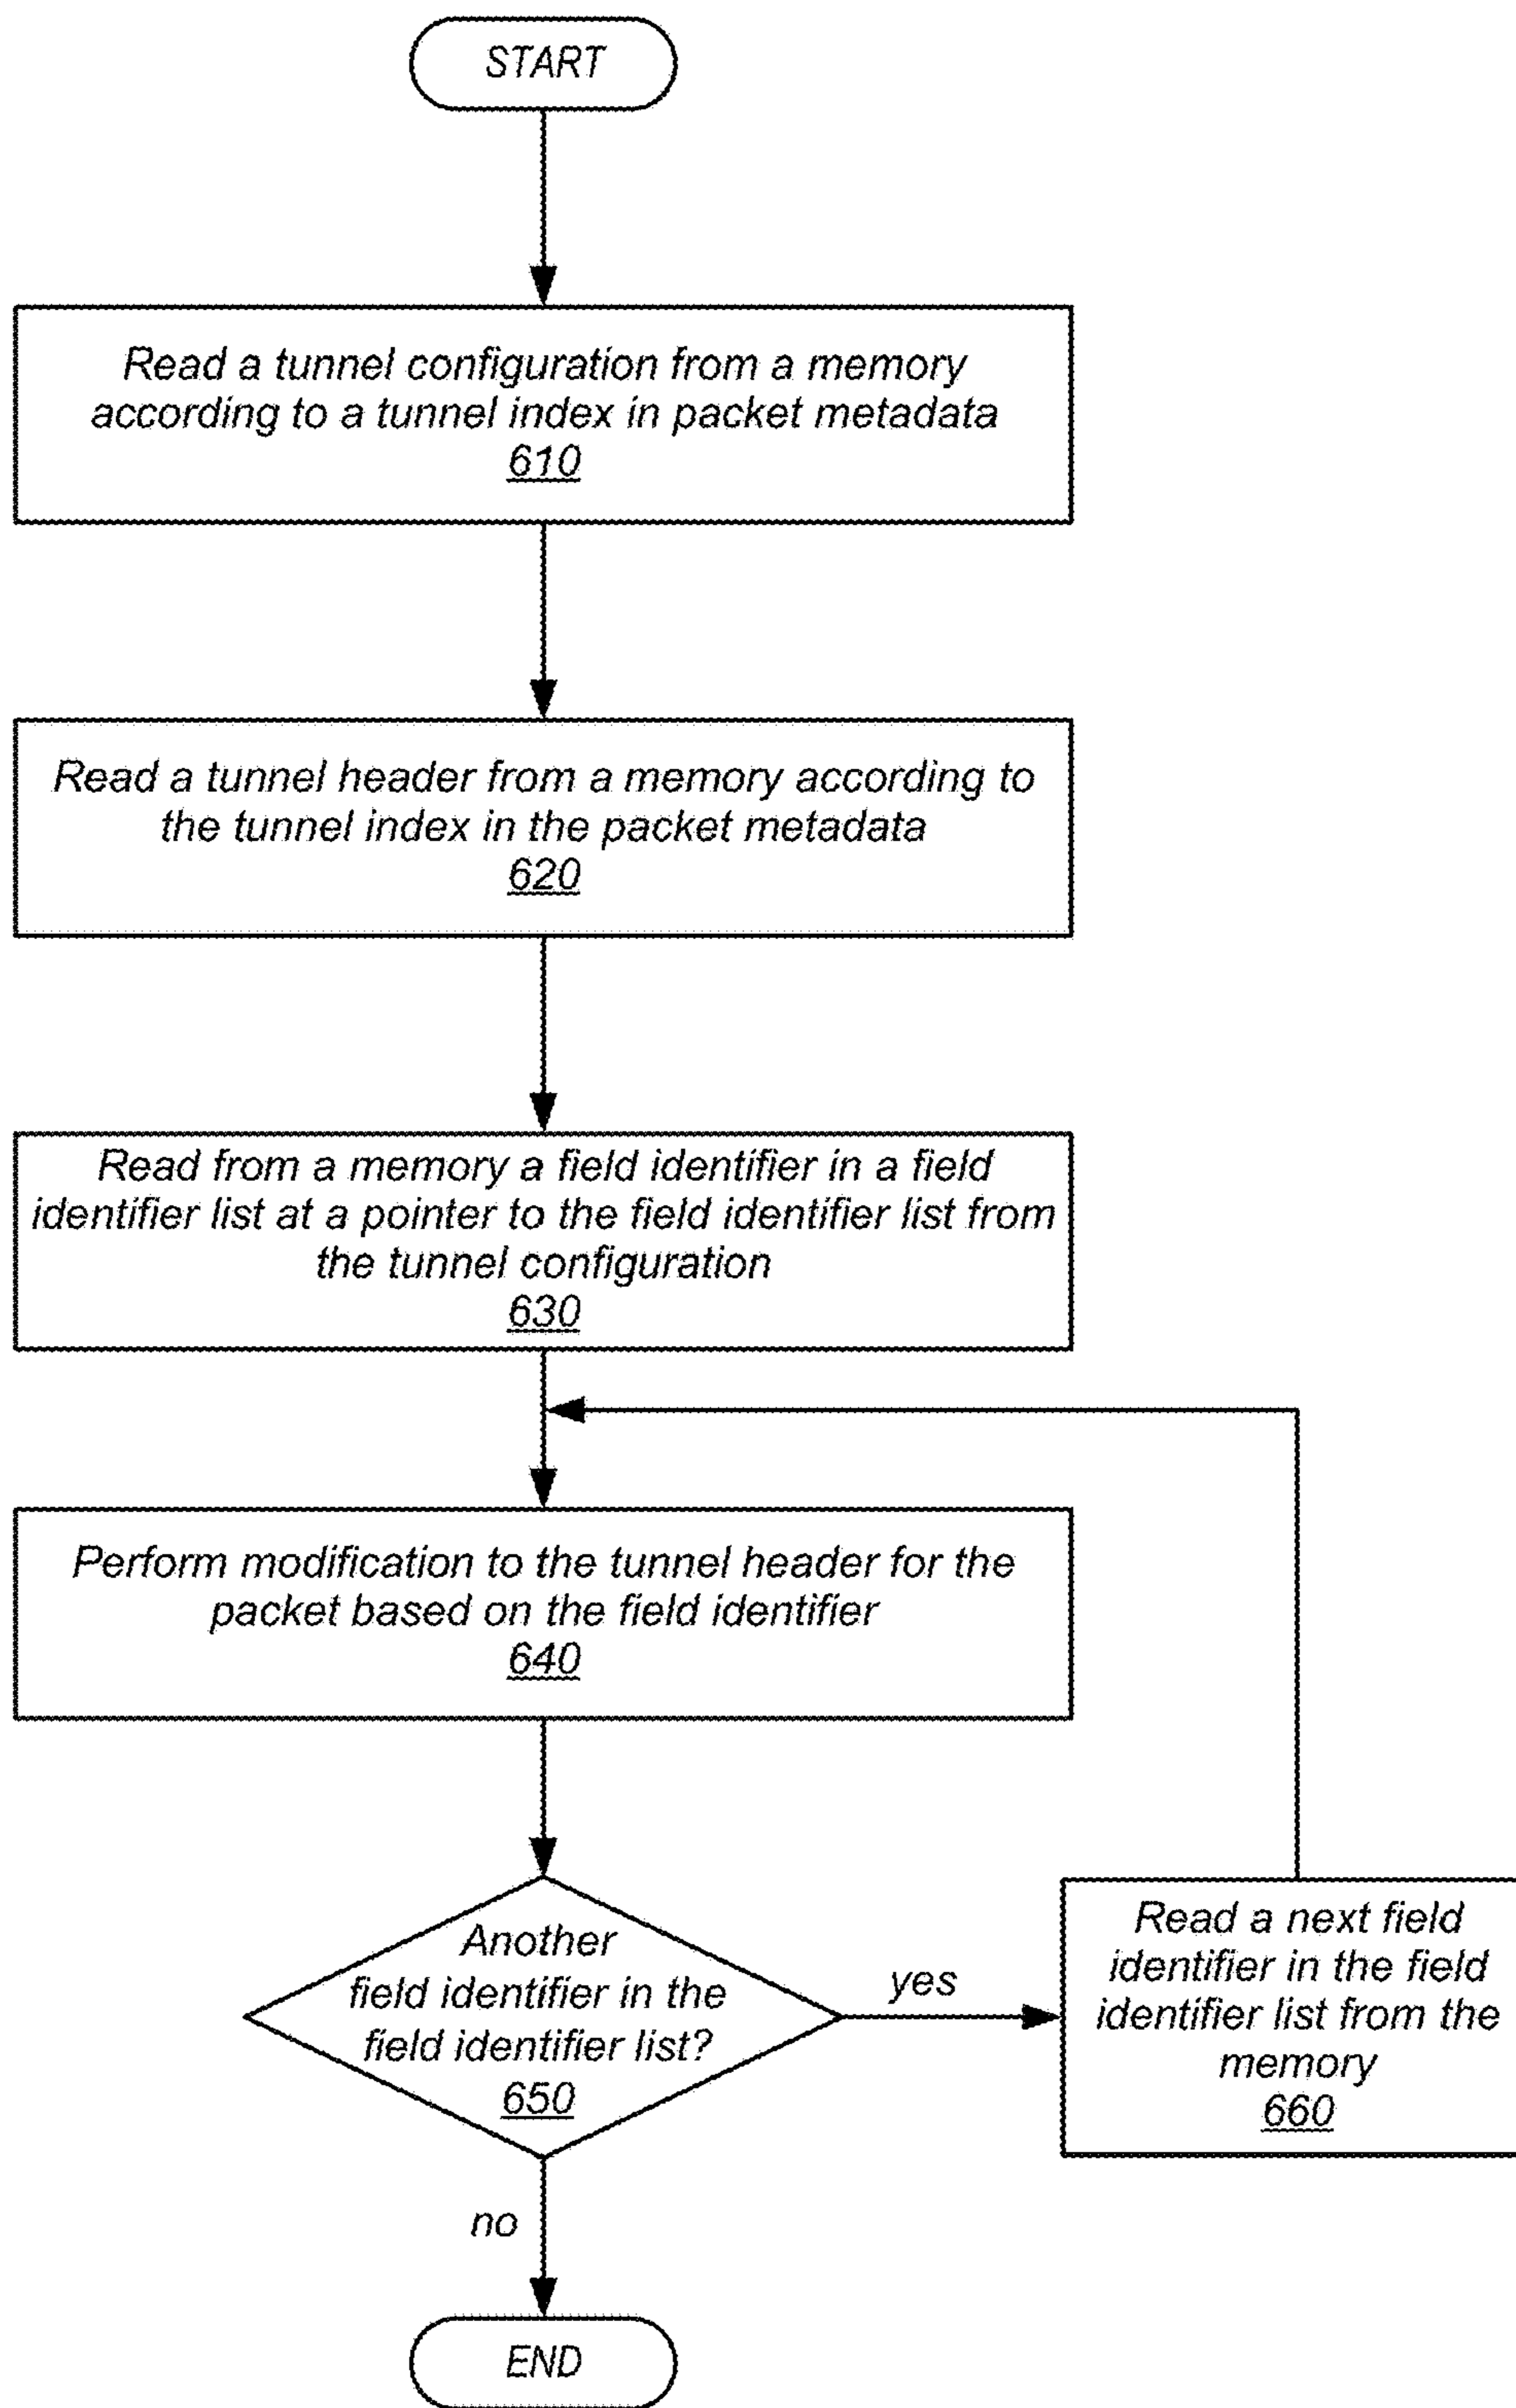 START
Read a tunnel configuration from a memory
according to a tunnel index in packet metadata
610
Read a tunnel header from a memory according to
the tunnel index in the packet metadata
620
Read from a memory a field identifier in a field
identifier list at a pointer to the field identifier list from
the tunnel configuration
630
Perform modification to the tunnel header for the
packet based on the field identifier
640
Another
field identifier in the
field identifier list?
650
yes
Read a next field
identifier in the field
identifier list from the
memory
660
no
END